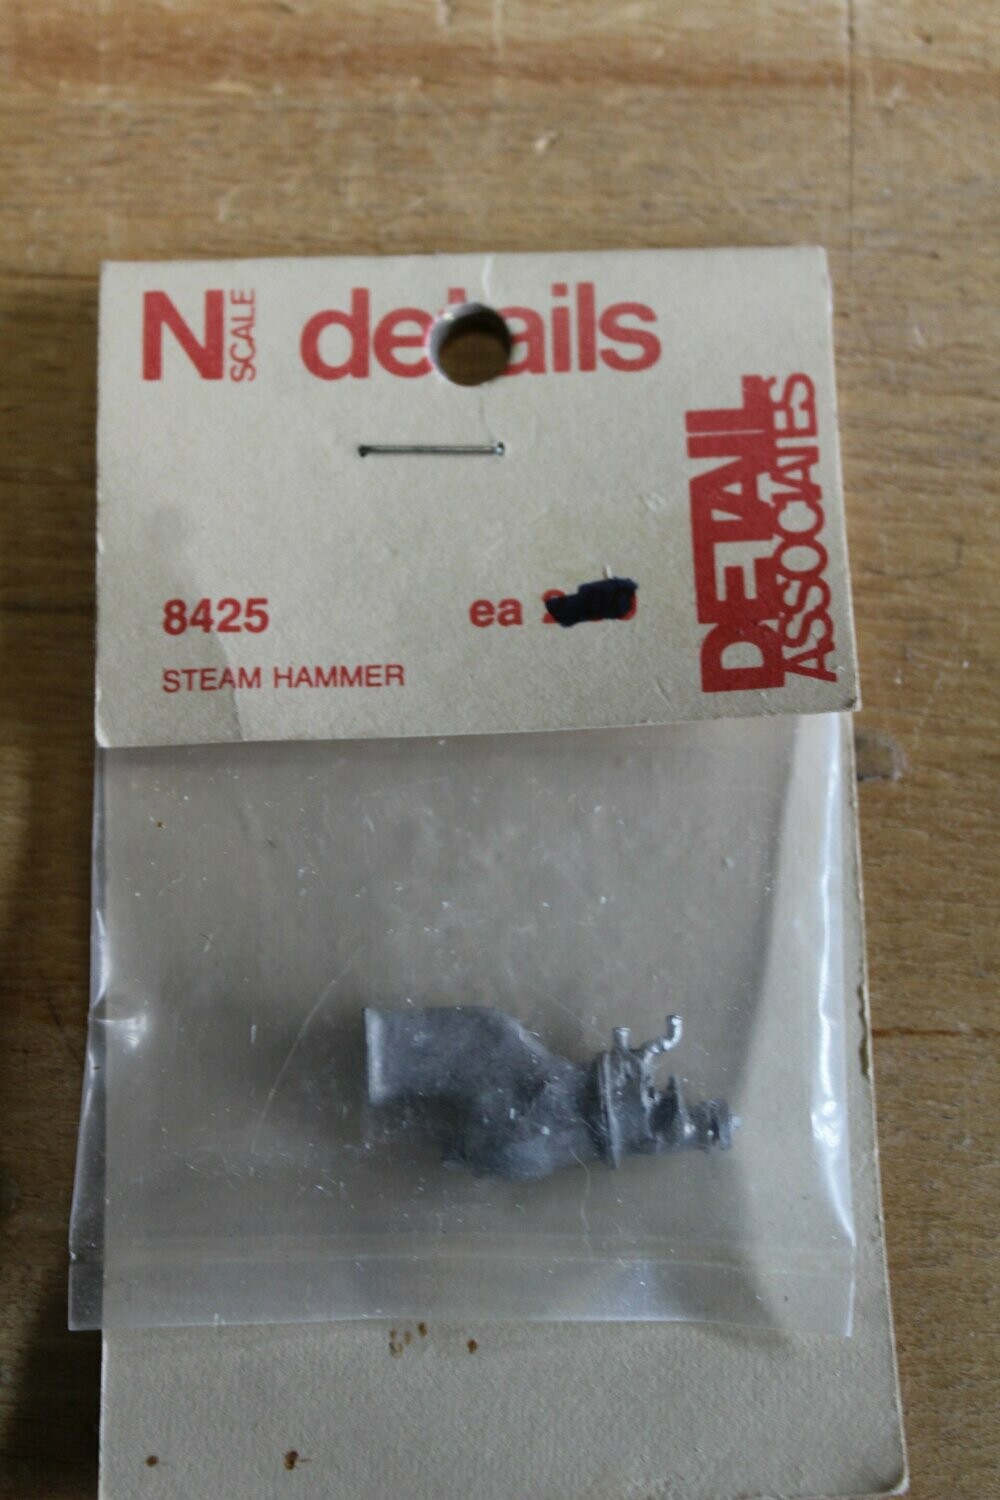 N SCALE details
DETAIL
ASSOCIATES
8425 ea
STEAM HAMMER